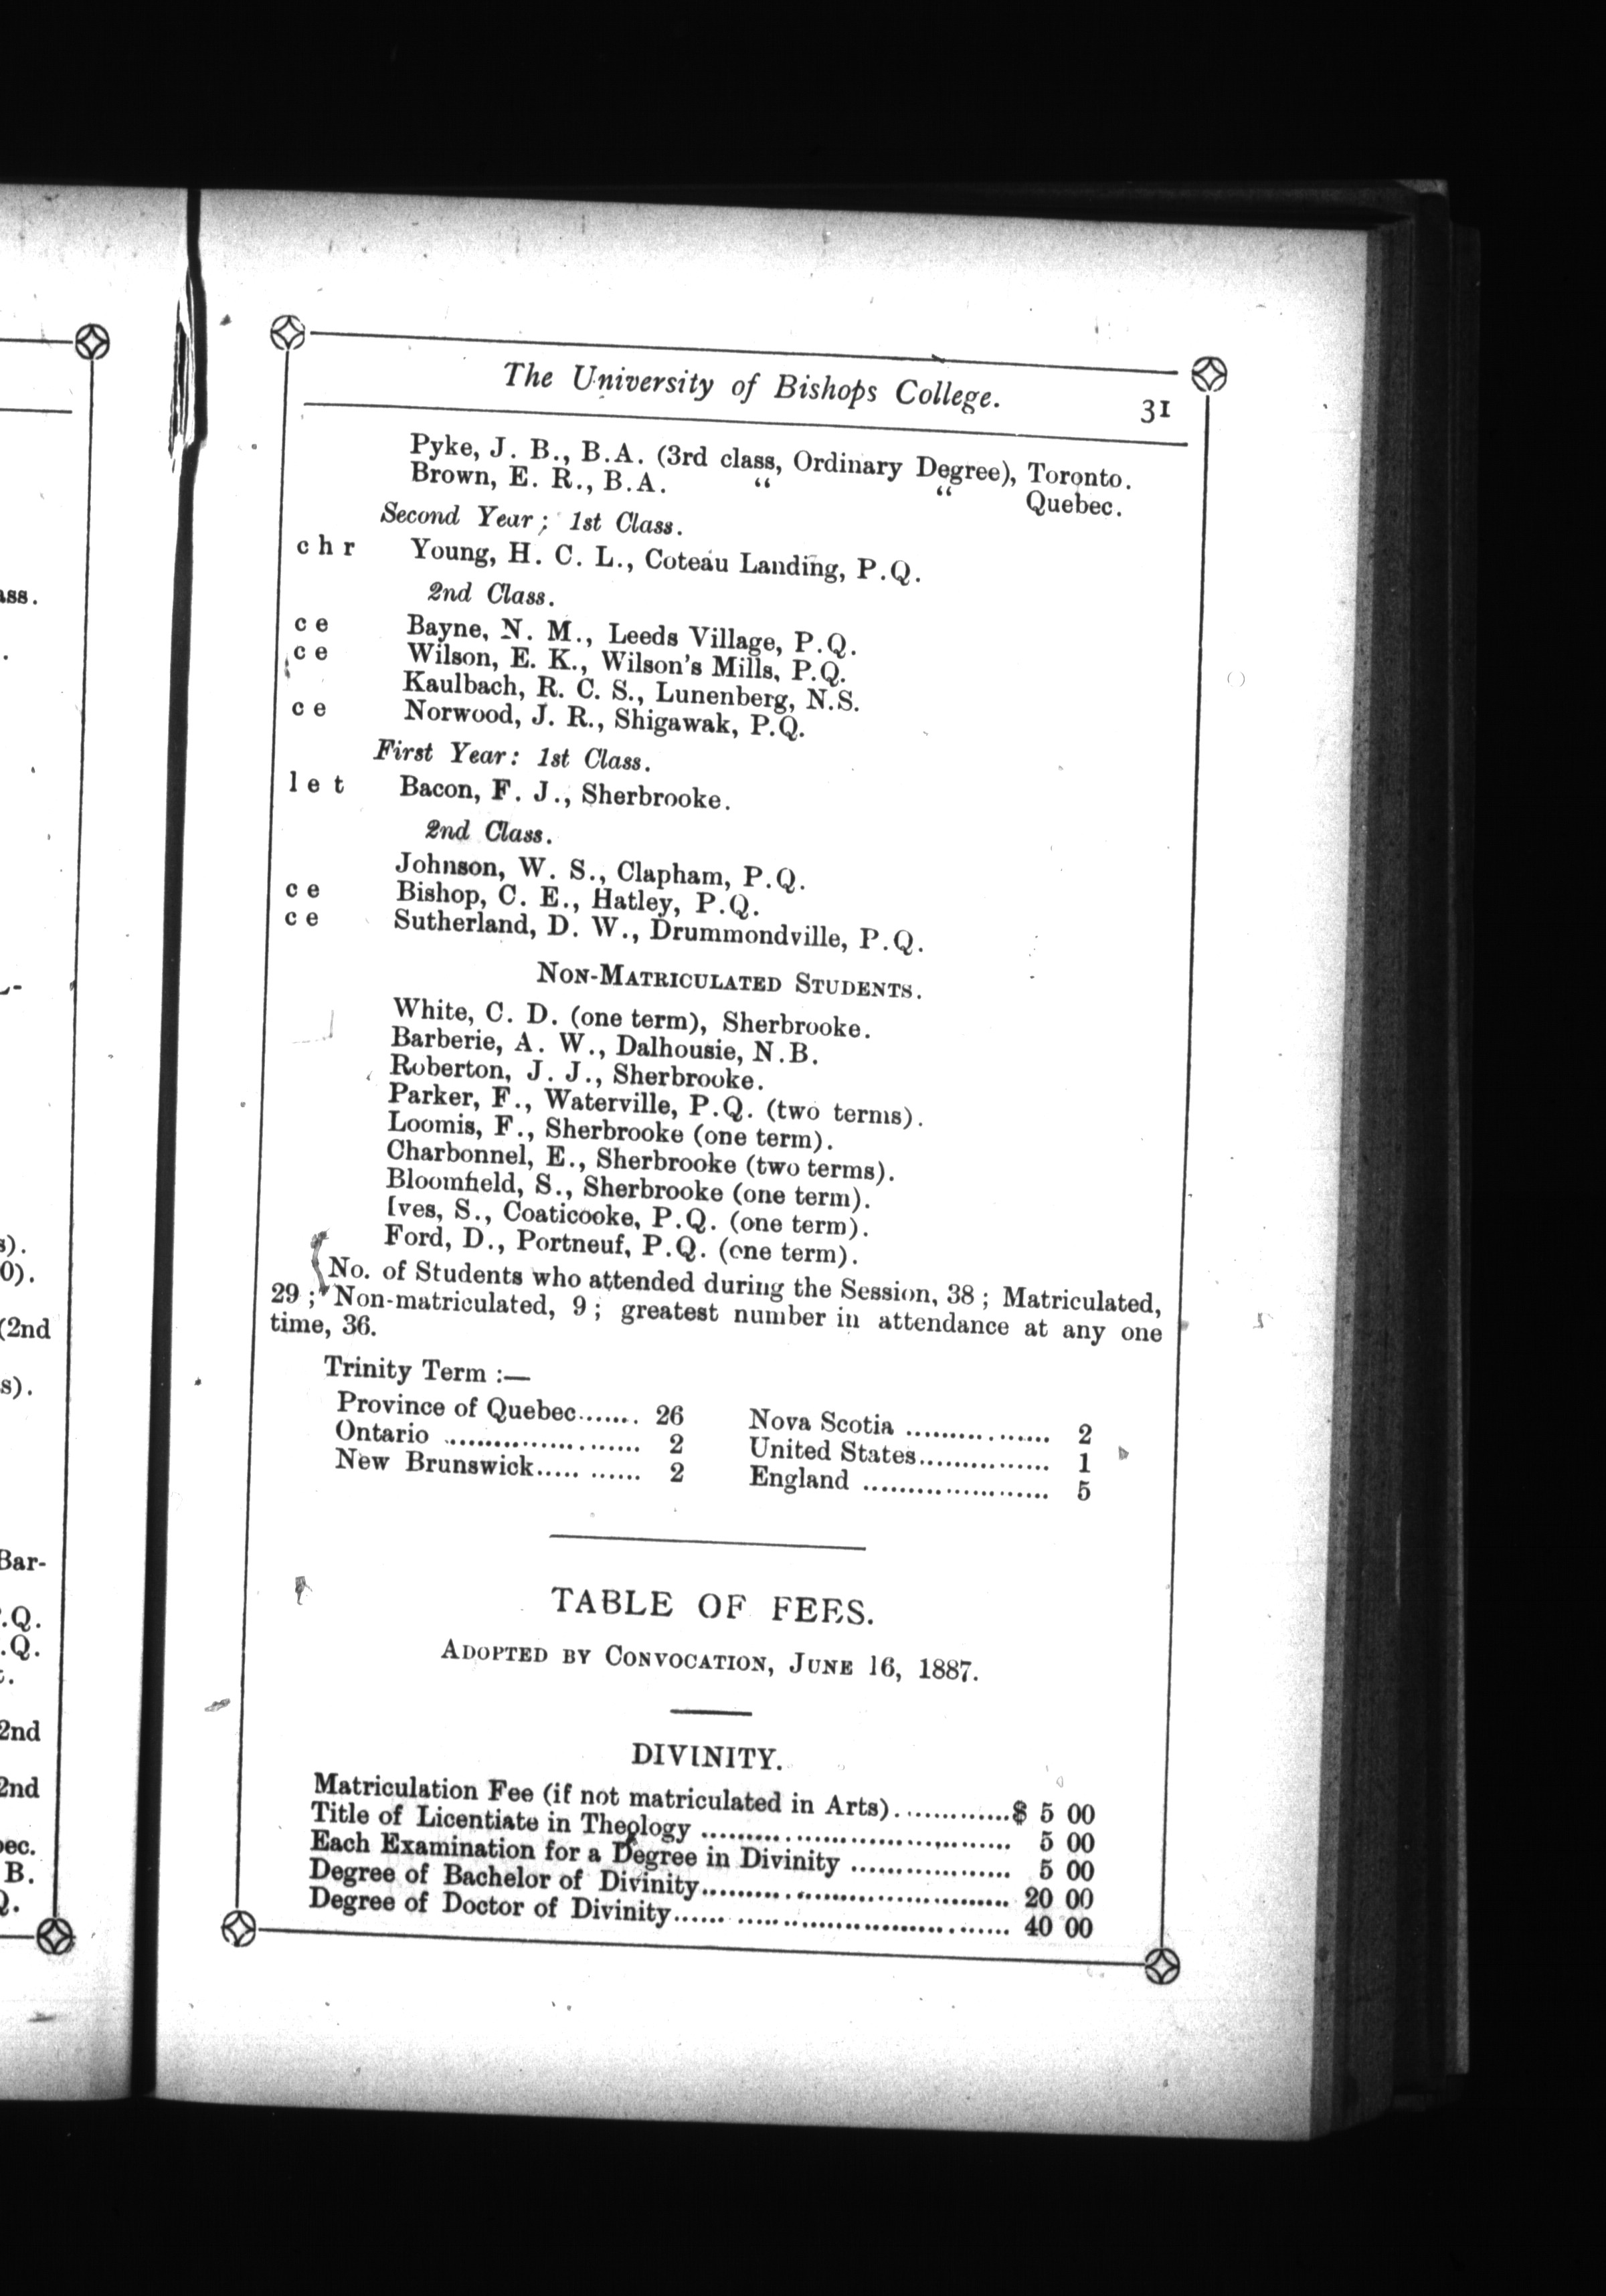 The University of Bishops College. 31
Pyke, J. B., B.A. (3rd class, Ordinary Degree), Toronto.
Brown, E. R., B.A. “ “ Quebec.
Second Year; 1st Class.
c h r Young, H. C. L., Coteau Landing, P.Q.
2nd Class.
c e Bayne, N. M., Leeds Village, P.Q.
c e Wilson, E. K., Wilson's Mills, P.Q.
Kaulbach, R. C. S., Lunenberg, N.S.
c e Norwood, J. R., Shigawak, P.Q.
First Year: 1st Class.
l e t Bacon, F. J., Sherbrooke.
2nd Class.
Johnson, W. S., Clapham, P.Q.
c e Bishop, C. E., Hatley, P.Q.
c e Sutherland, D. W., Drummondville, P.Q.
NON-MATRICULATED STUDENTS.
White, C. D. (one term), Sherbrooke.
Barberie, A. W., Dalhousie, N.B.
Roberton, J. J., Sherbrooke.
Parker, F., Waterville, P.Q. (two terms).
Loomis, F., Sherbrooke (one term).
Charbonnel, E., Sherbrooke (two terms).
Bloomfield, S., Sherbrooke (one term).
Ives, S., Coaticooke, P.Q. (one term).
Ford, D., Portneuf, P.Q. (one term).
No. of Students who attended during the Session, 38; Matriculated,
29; Non-matriculated, 9; greatest number in attendance at any one
time, 36.
Trinity Term:—
Province of Quebec....... 26 Nova Scotia ................ 2
Ontario ...................... 2 United States............... 1
New Brunswick........... 2 England ..................... 5
TABLE OF FEES.
ADOPTED BY CONVOCATION, JUNE 16, 1887.
DIVINITY.
Matriculation Fee (if not matriculated in Arts).............$ 5 00
Title of Licentiate in Theology .................................. 5 00
Each Examination for a Degree in Divinity .................. 5 00
Degree of Bachelor of Divinity.................................. 20 00
Degree of Doctor of Divinity..................................... 40 00
ass.
s).
0).
(2nd
s).
Bar-
.Q.
.Q.
2nd
2nd
bec.
B.
Q.